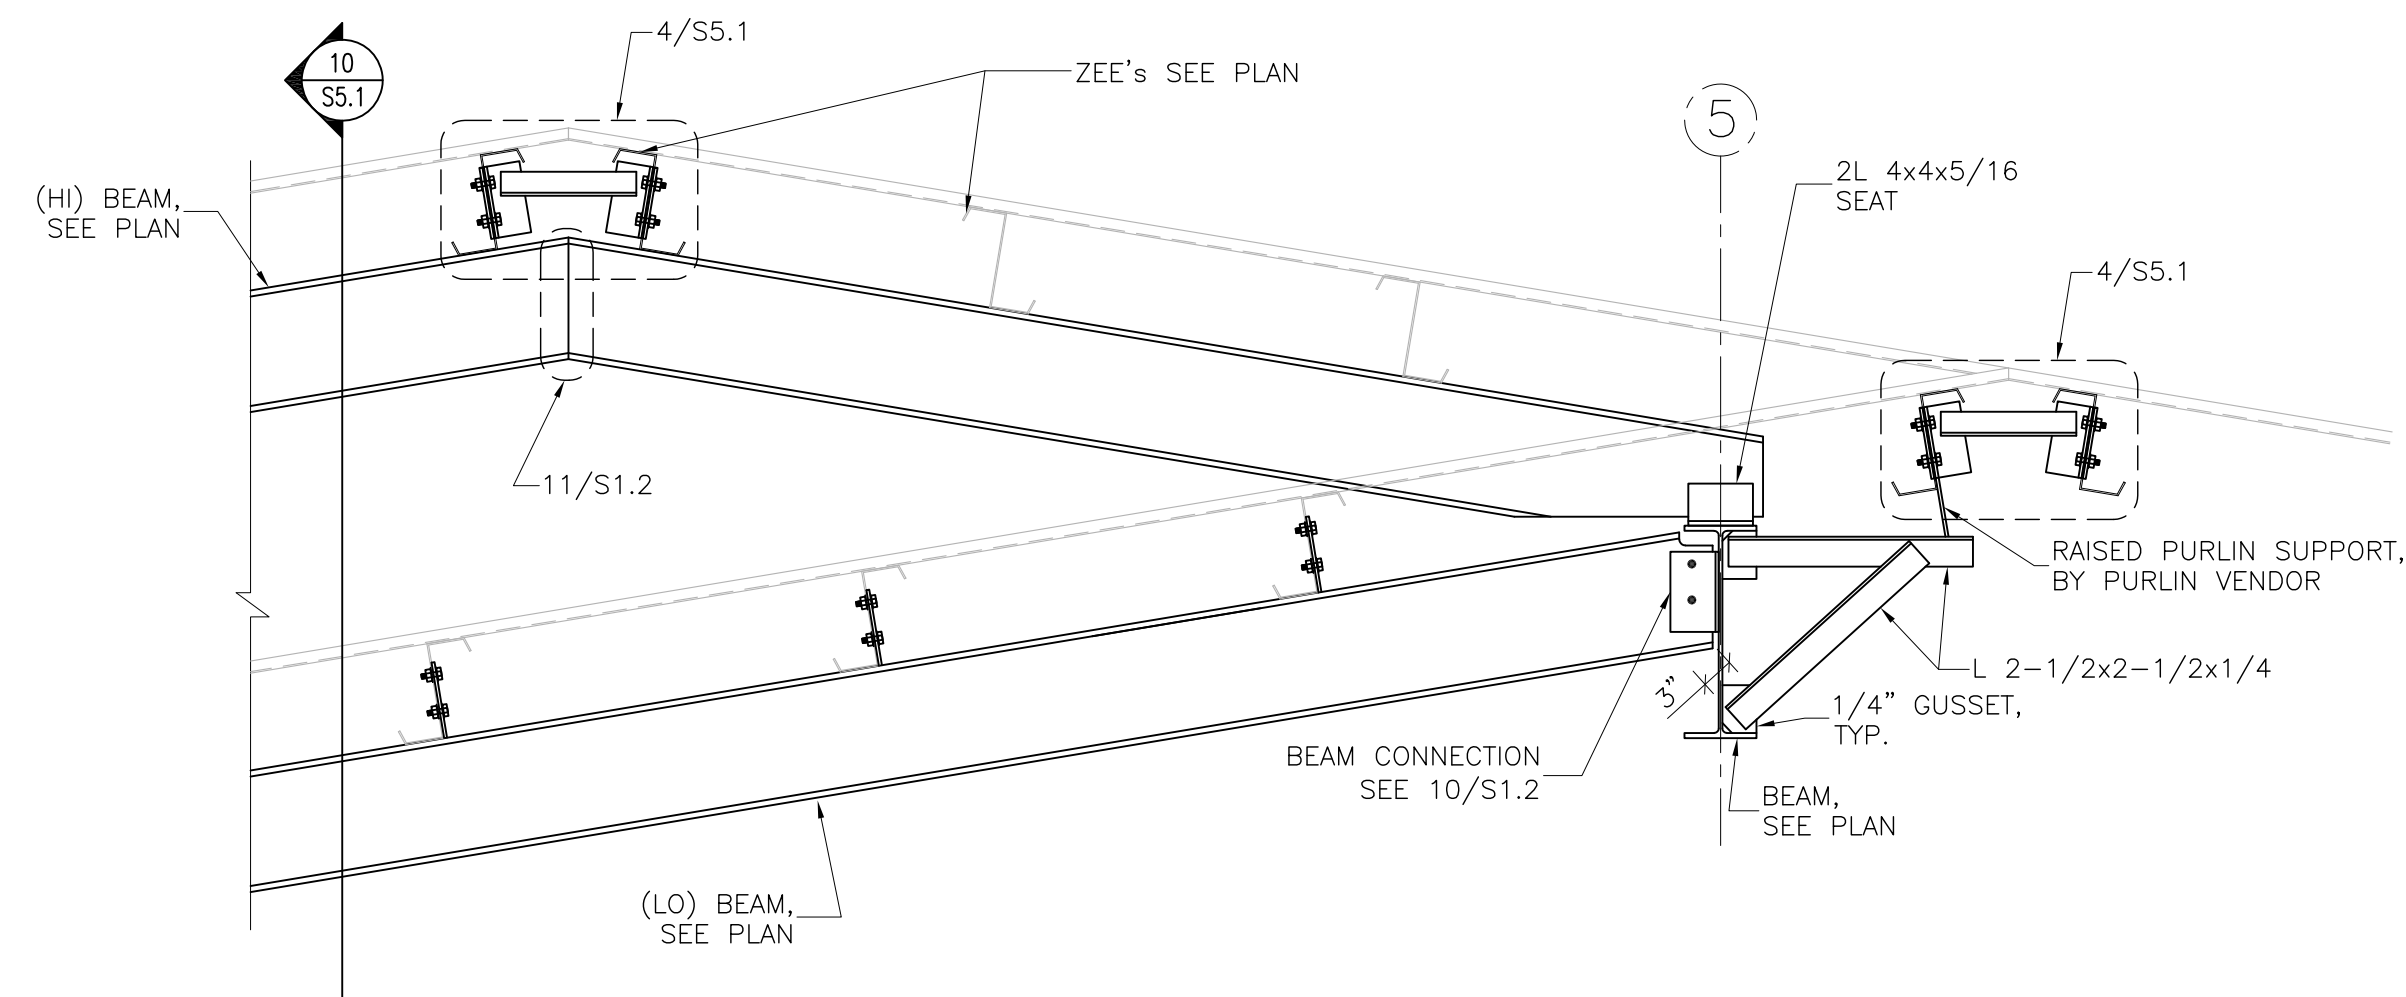 10
S5.1
4/S5.1
ZEE's SEE PLAN
5
2L 4x4x5/16
SEAT
(HI) BEAM,
SEE PLAN
4/S5.1
11/S1.2
RAISED PURLIN SUPPORT,
BY PURLIN VENDOR
L 2-1/2x2-1/2x1/4
3"
1/4" GUSSET,
TYP.
BEAM CONNECTION
SEE 10/S1.2
BEAM,
SEE PLAN
(LO) BEAM,
SEE PLAN